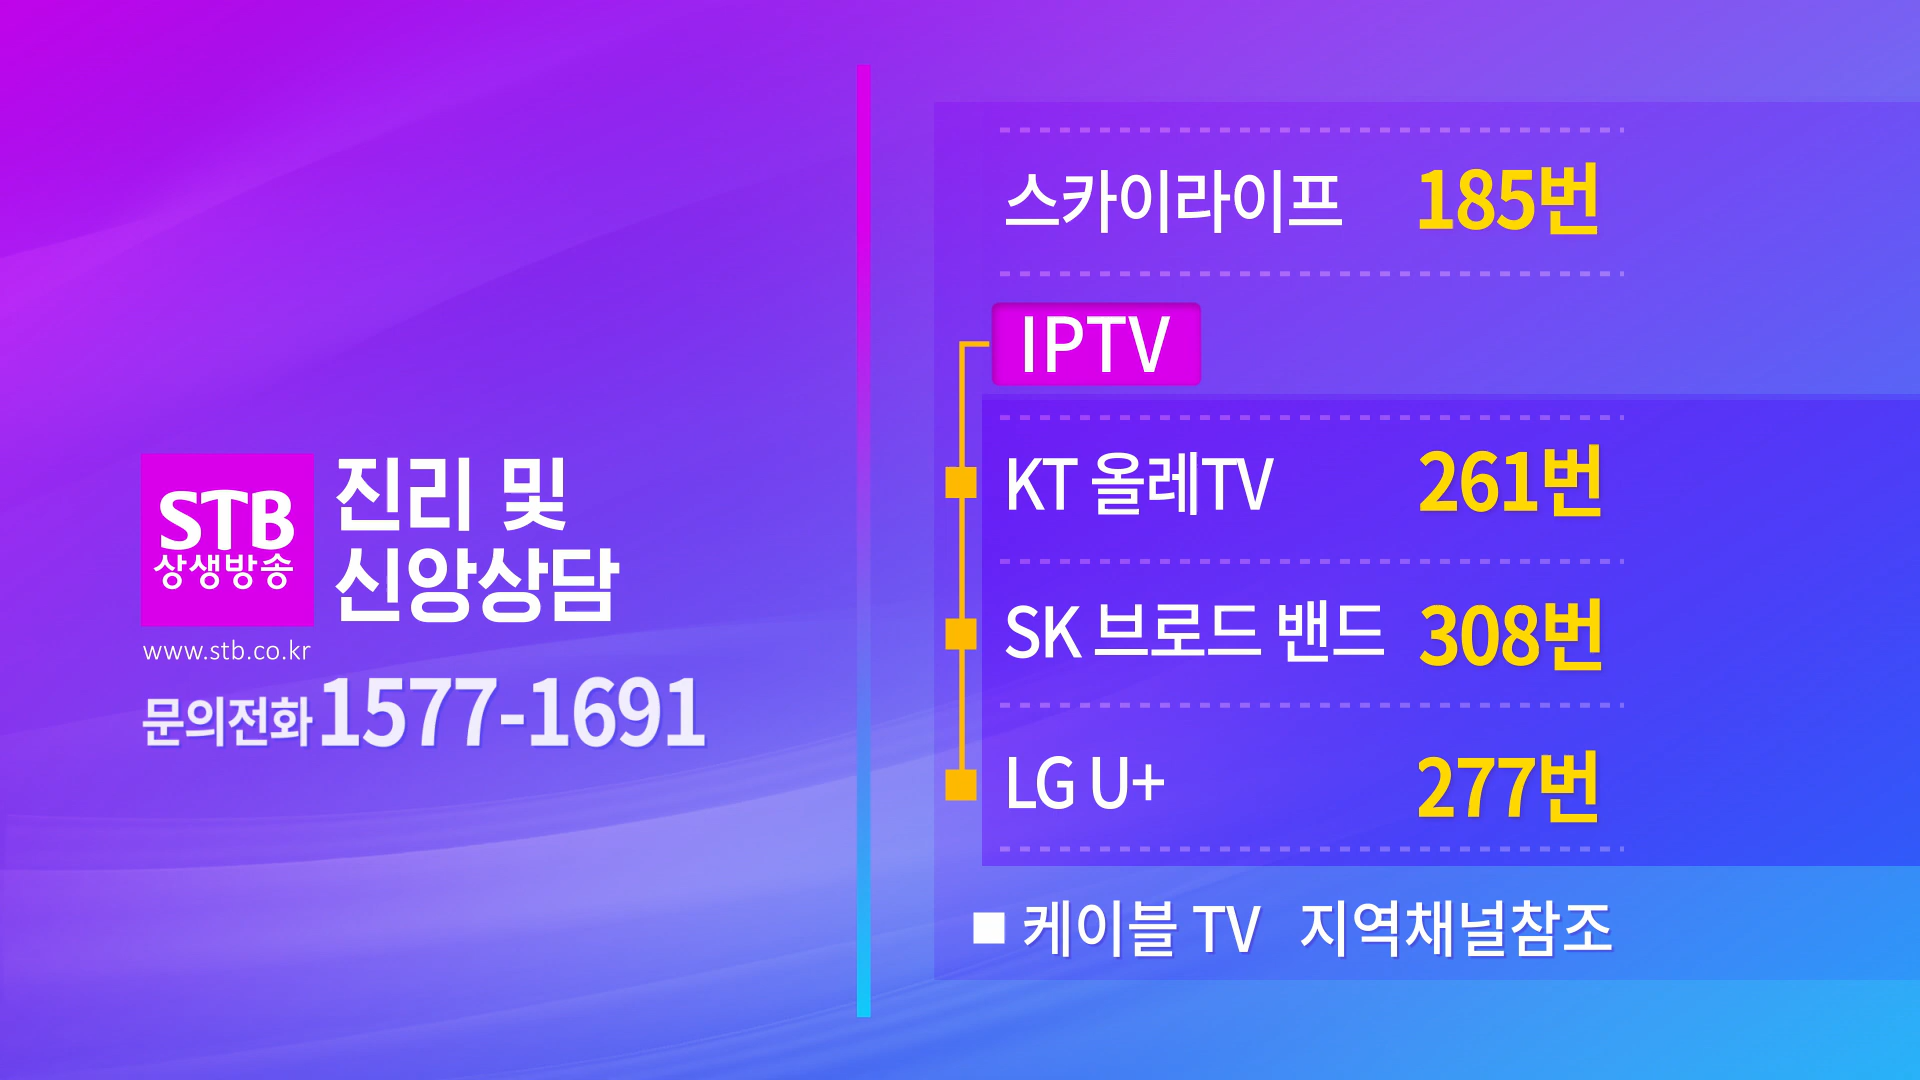 STB
상생방송
www.stb.co.kr
진리 및
신앙상담
문의전화 1577-1691
스카이라이프 185번
IPTV
KT 올레TV 261번
SK 브로드 밴드 308번
LG U+ 277번
■ 케이블 TV 지역채널참조